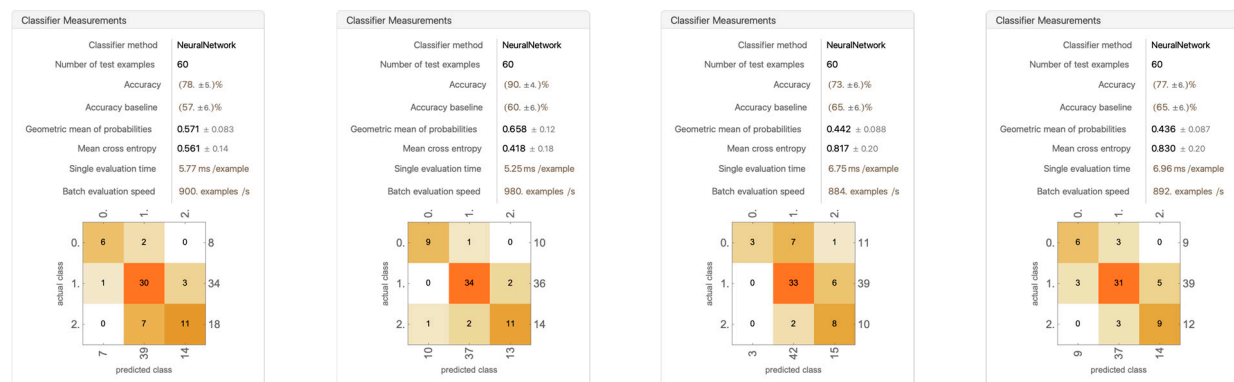 Classifier Measurements
Classifier method NeuralNetwork
Number of test examples 60
Accuracy (78. ±5.)%
Accuracy baseline (57. ±6.)%
Geometric mean of probabilities 0.571 ± 0.083
Mean cross entropy 0.561 ± 0.14
Single evaluation time 5.77 ms /example
Batch evaluation speed 900. examples /s
0. 1. 2.
0. 6 2 0 8
1. 1 30 3 34
2. 0 7 11 18
7 39 14
actual class
predicted class
Classifier Measurements
Classifier method NeuralNetwork
Number of test examples 60
Accuracy (90. ±4.)%
Accuracy baseline (60. ±6.)%
Geometric mean of probabilities 0.658 ± 0.12
Mean cross entropy 0.418 ± 0.18
Single evaluation time 5.25 ms /example
Batch evaluation speed 980. examples /s
0. 1. 2.
0. 9 1 0 10
1. 0 34 2 36
2. 1 2 11 14
10 37 13
actual class
predicted class
Classifier Measurements
Classifier method NeuralNetwork
Number of test examples 60
Accuracy (73. ±6.)%
Accuracy baseline (65. ±6.)%
Geometric mean of probabilities 0.442 ± 0.088
Mean cross entropy 0.817 ± 0.20
Single evaluation time 6.75 ms /example
Batch evaluation speed 884. examples /s
0. 1. 2.
0. 3 7 1 11
1. 0 33 6 39
2. 0 2 8 10
3 42 15
actual class
predicted class
Classifier Measurements
Classifier method NeuralNetwork
Number of test examples 60
Accuracy (77. ±6.)%
Accuracy baseline (65. ±6.)%
Geometric mean of probabilities 0.436 ± 0.087
Mean cross entropy 0.830 ± 0.20
Single evaluation time 6.96 ms /example
Batch evaluation speed 892. examples /s
0. 1. 2.
0. 6 3 0 9
1. 3 31 5 39
2. 0 3 9 12
9 37 14
actual class
predicted class